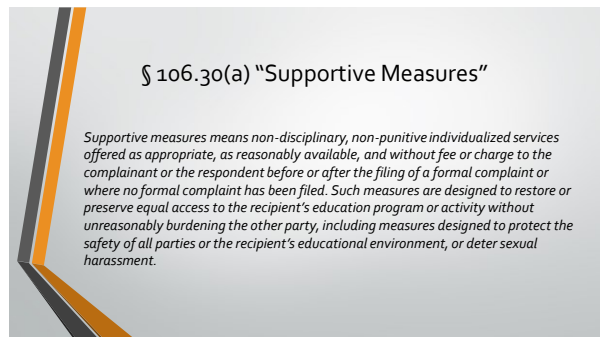 § 106.30(a) “Supportive Measures”
Supportive measures means non-disciplinary, non-punitive individualized services
offered as appropriate, as reasonably available, and without fee or charge to the
complainant or the respondent before or after the filing of a formal complaint or
where no formal complaint has been filed. Such measures are designed to restore or
preserve equal access to the recipient’s education program or activity without
unreasonably burdening the other party, including measures designed to protect the
safety of all parties or the recipient’s educational environment, or deter sexual
harassment.